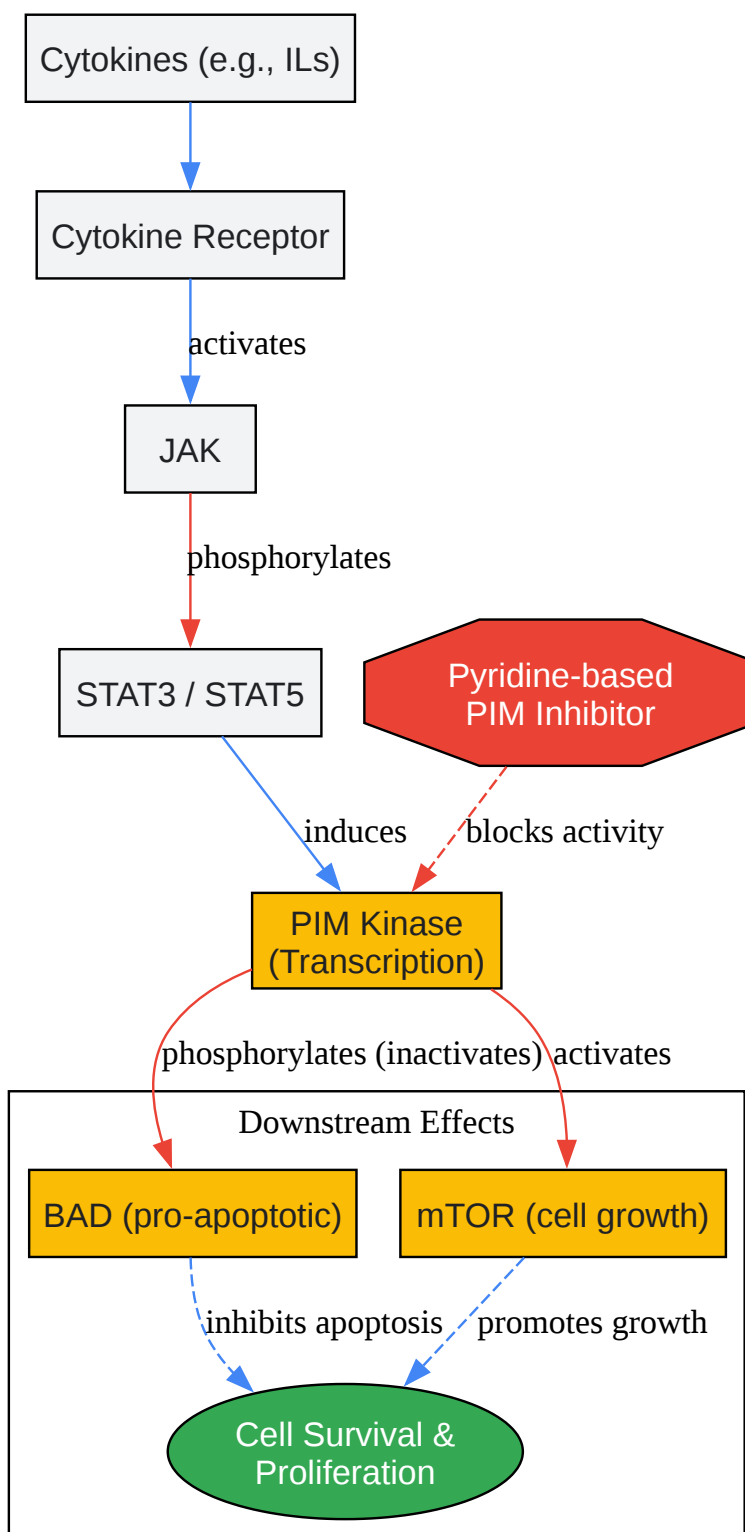 Cytokines (e.g., ILs)
Cytokine Receptor
activates
JAK
phosphorylates
STAT3 / STAT5
Pyridine-based
PIM Inhibitor
induces
blocks activity
PIM Kinase
(Transcription)
phosphorylates (inactivates)
activates
Downstream Effects
BAD (pro-apoptotic)
mTOR (cell growth)
inhibits apoptosis
promotes growth
Cell Survival &
Proliferation